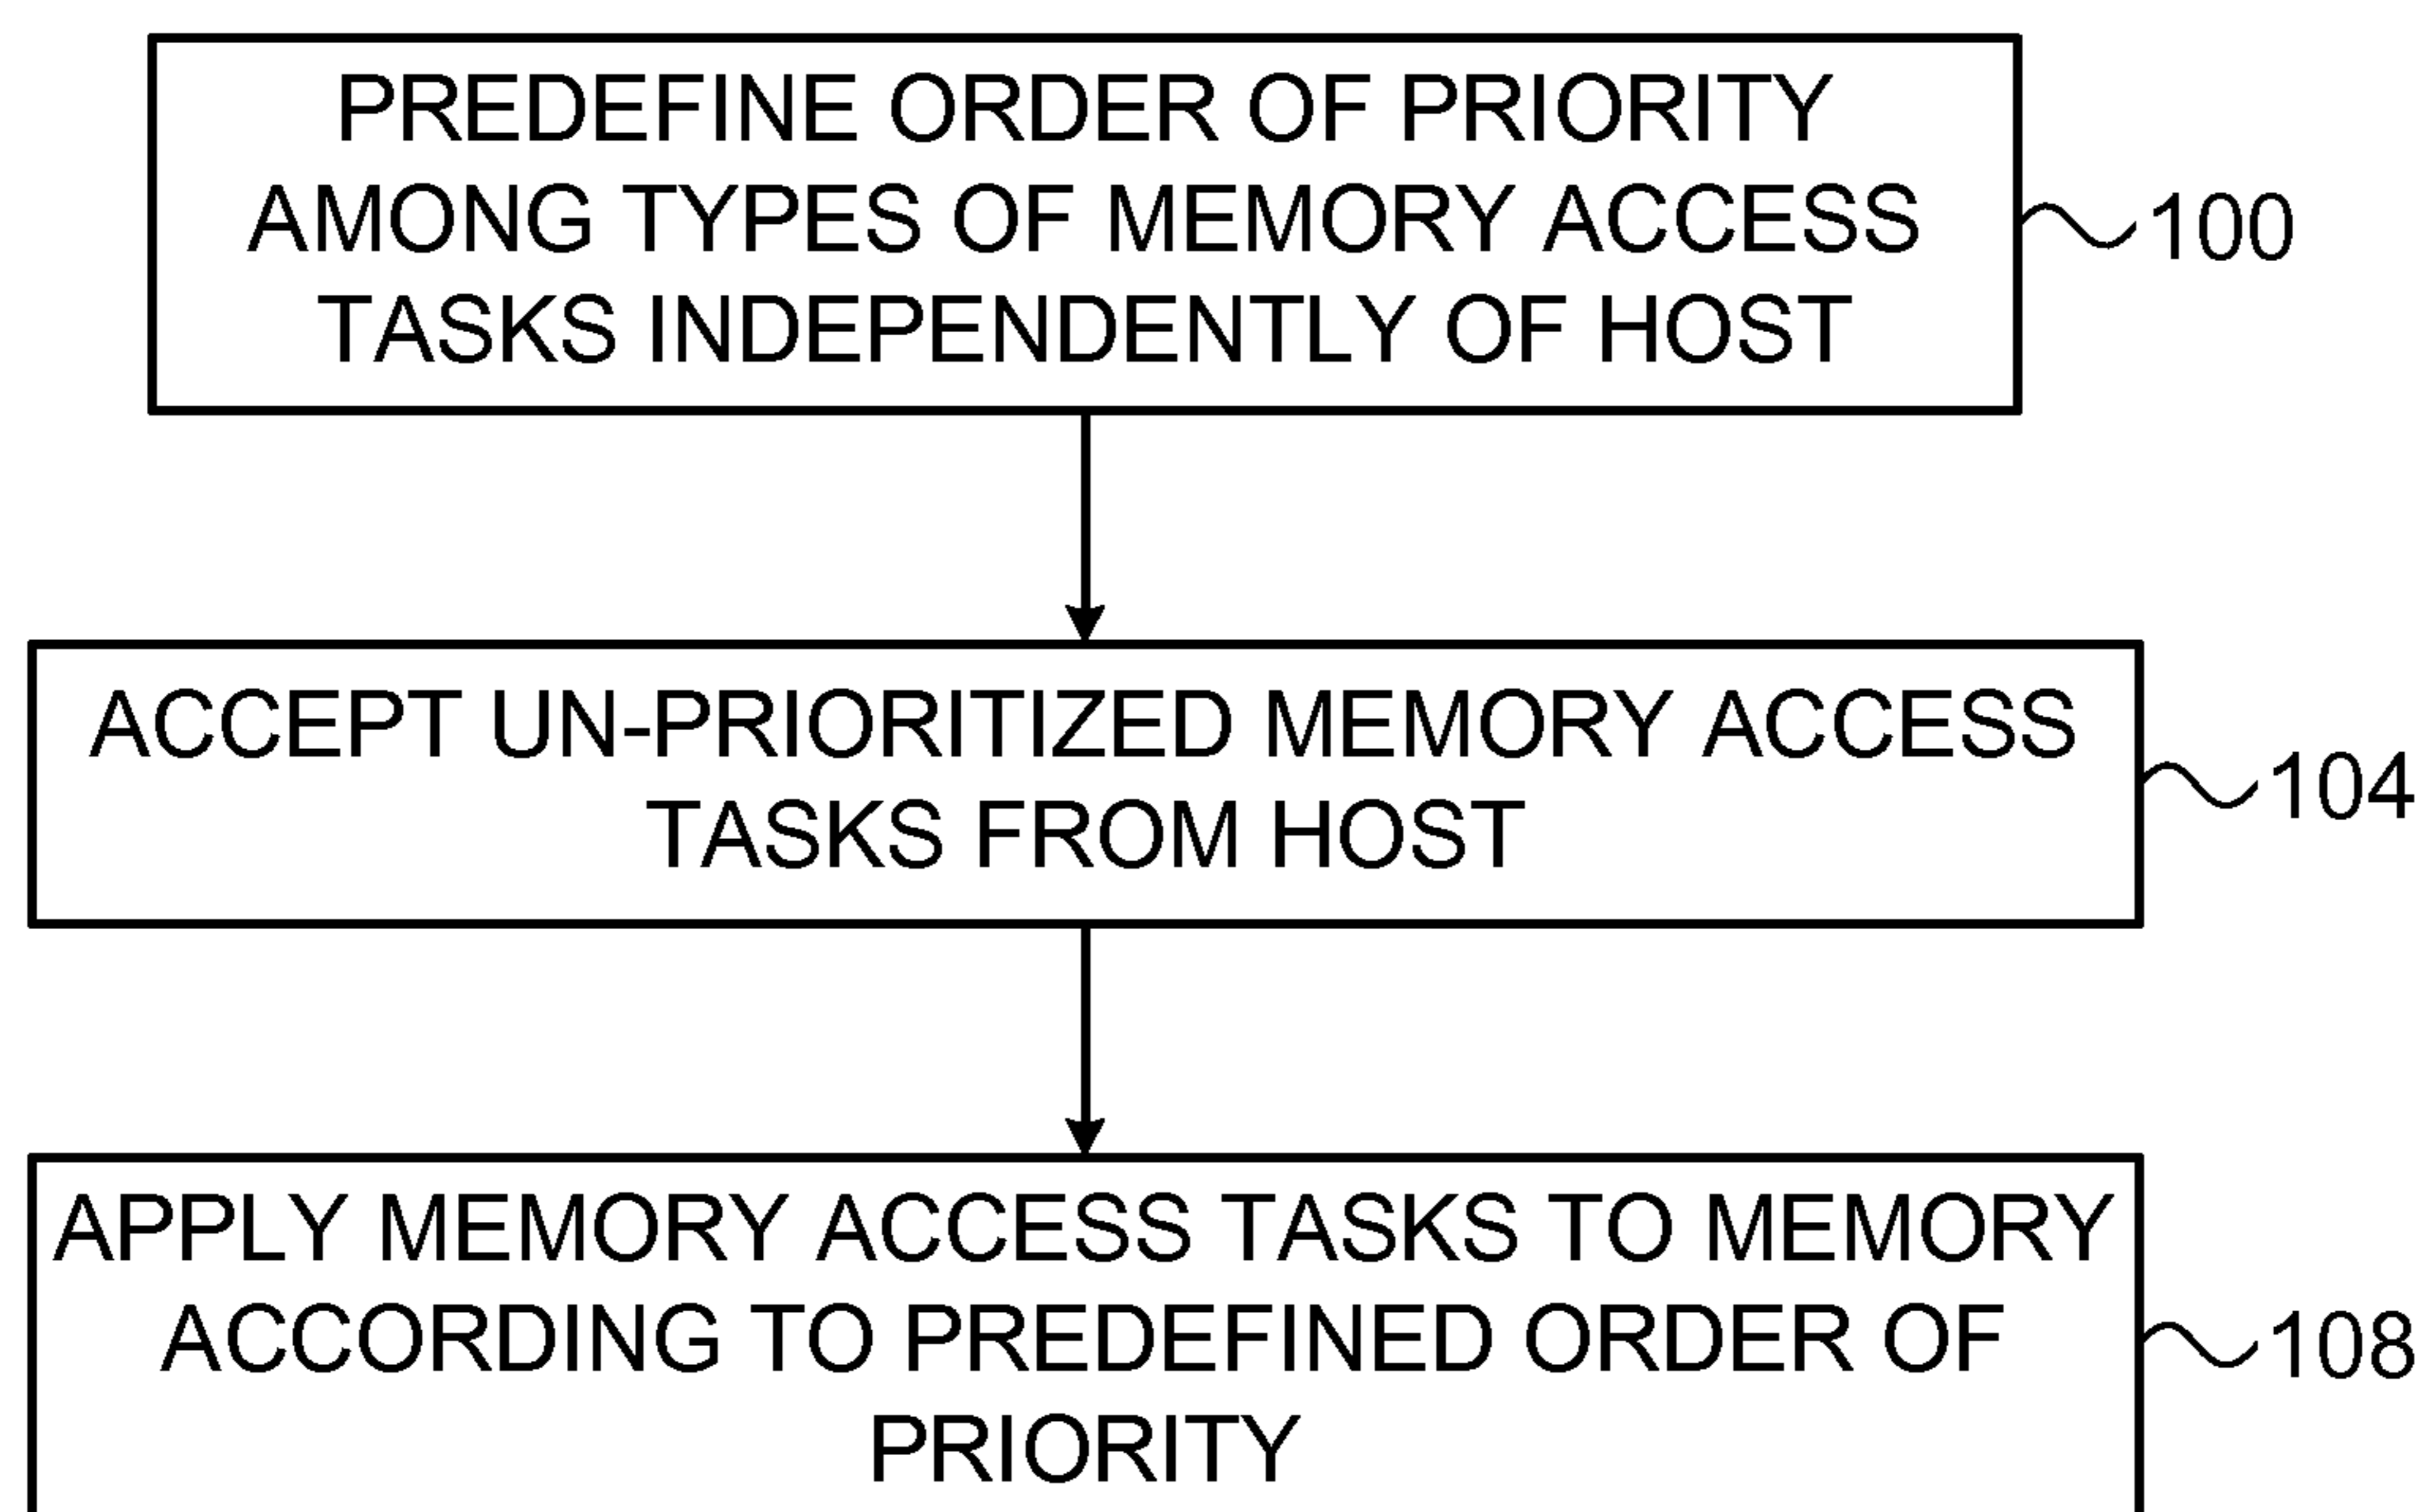 PREDEFINE ORDER OF PRIORITY
AMONG TYPES OF MEMORY ACCESS
TASKS INDEPENDENTLY OF HOST
100
ACCEPT UN-PRIORITIZED MEMORY ACCESS
TASKS FROM HOST
104
APPLY MEMORY ACCESS TASKS TO MEMORY
ACCORDING TO PREDEFINED ORDER OF
PRIORITY
108